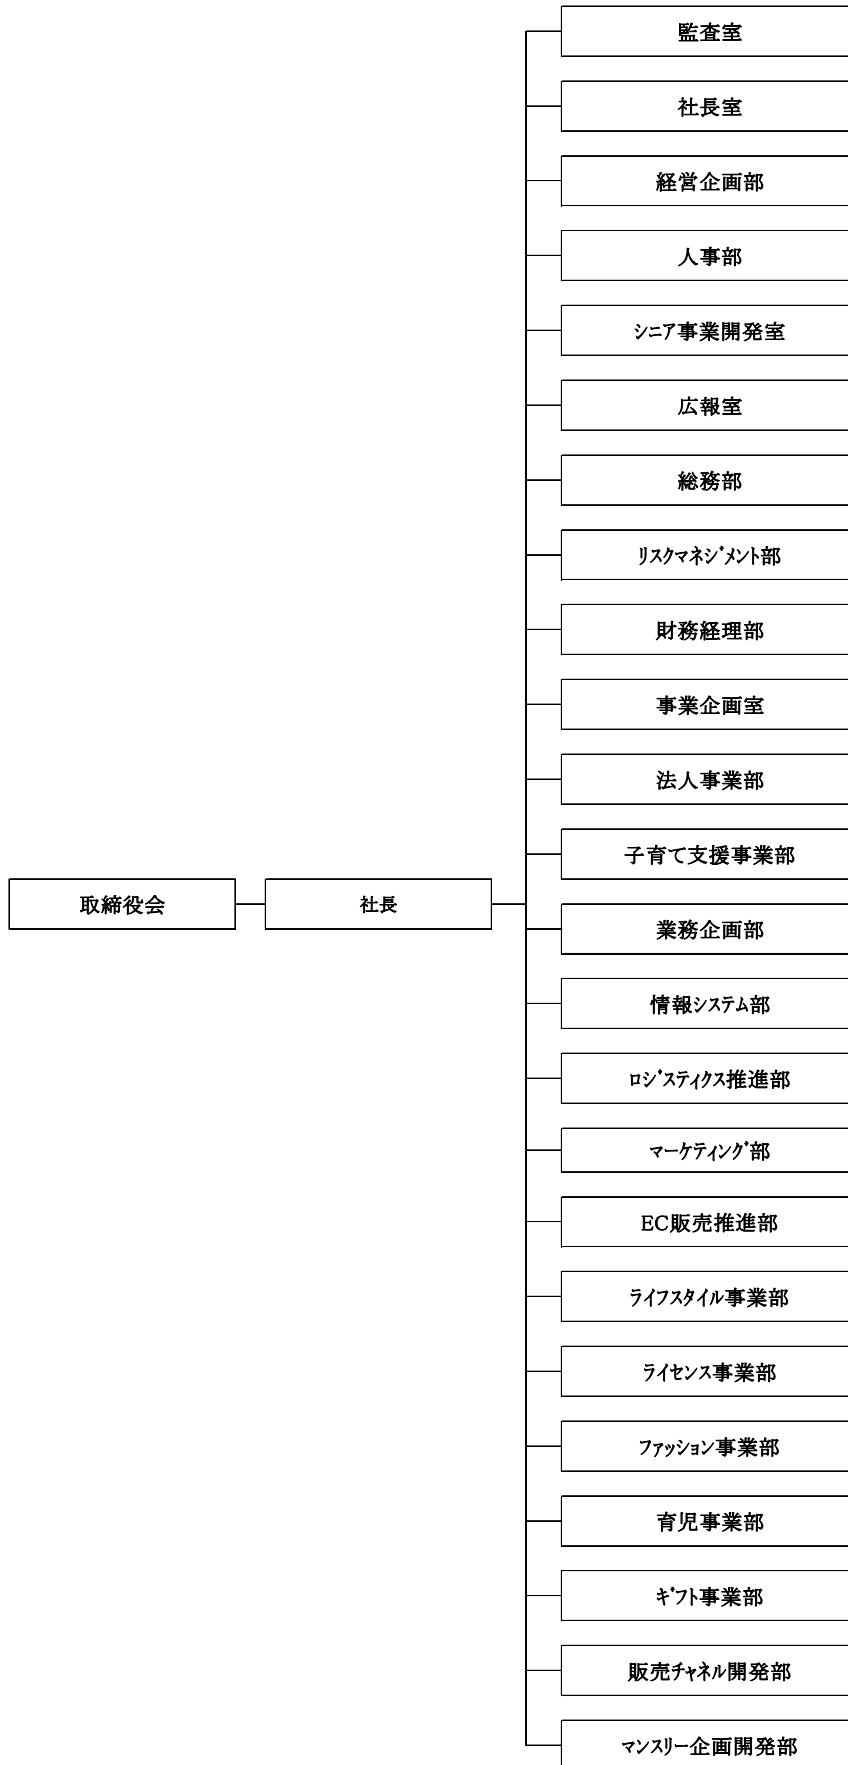 監査室
社長室
経営企画部
人事部
ｼﾆｱ事業開発室
広報室
総務部
ﾘｽｸﾏﾈｼﾞﾒﾝﾄ部
財務経理部
事業企画室
法人事業部
子育て支援事業部
取締役会
社長
業務企画部
情報ｼｽﾃﾑ部
ﾛｼﾞｽﾃｨｸｽ推進部
ﾏｰｹﾃｨﾝｸﾞ部
EC販売推進部
ﾗｲﾌｽﾀｲﾙ事業部
ﾗｲｾﾝｽ事業部
ﾌｧｯｼｮﾝ事業部
育児事業部
ｷﾞﾌﾄ事業部
販売ﾁｬﾈﾙ開発部
ﾏﾝｽﾘｰ企画開発部